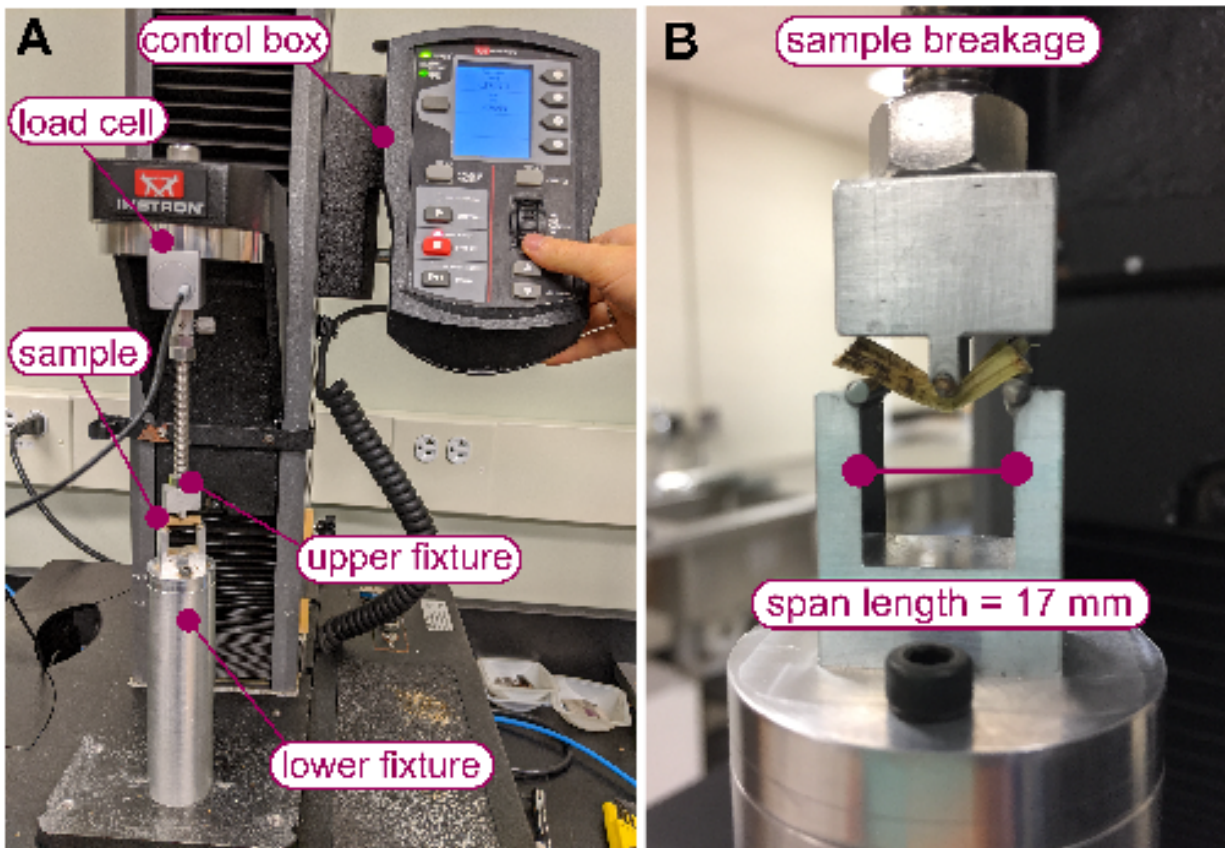 A
control box
load cell
INSTRON
sample
upper fixture
lower fixture
B
sample breakage
span length = 17 mm